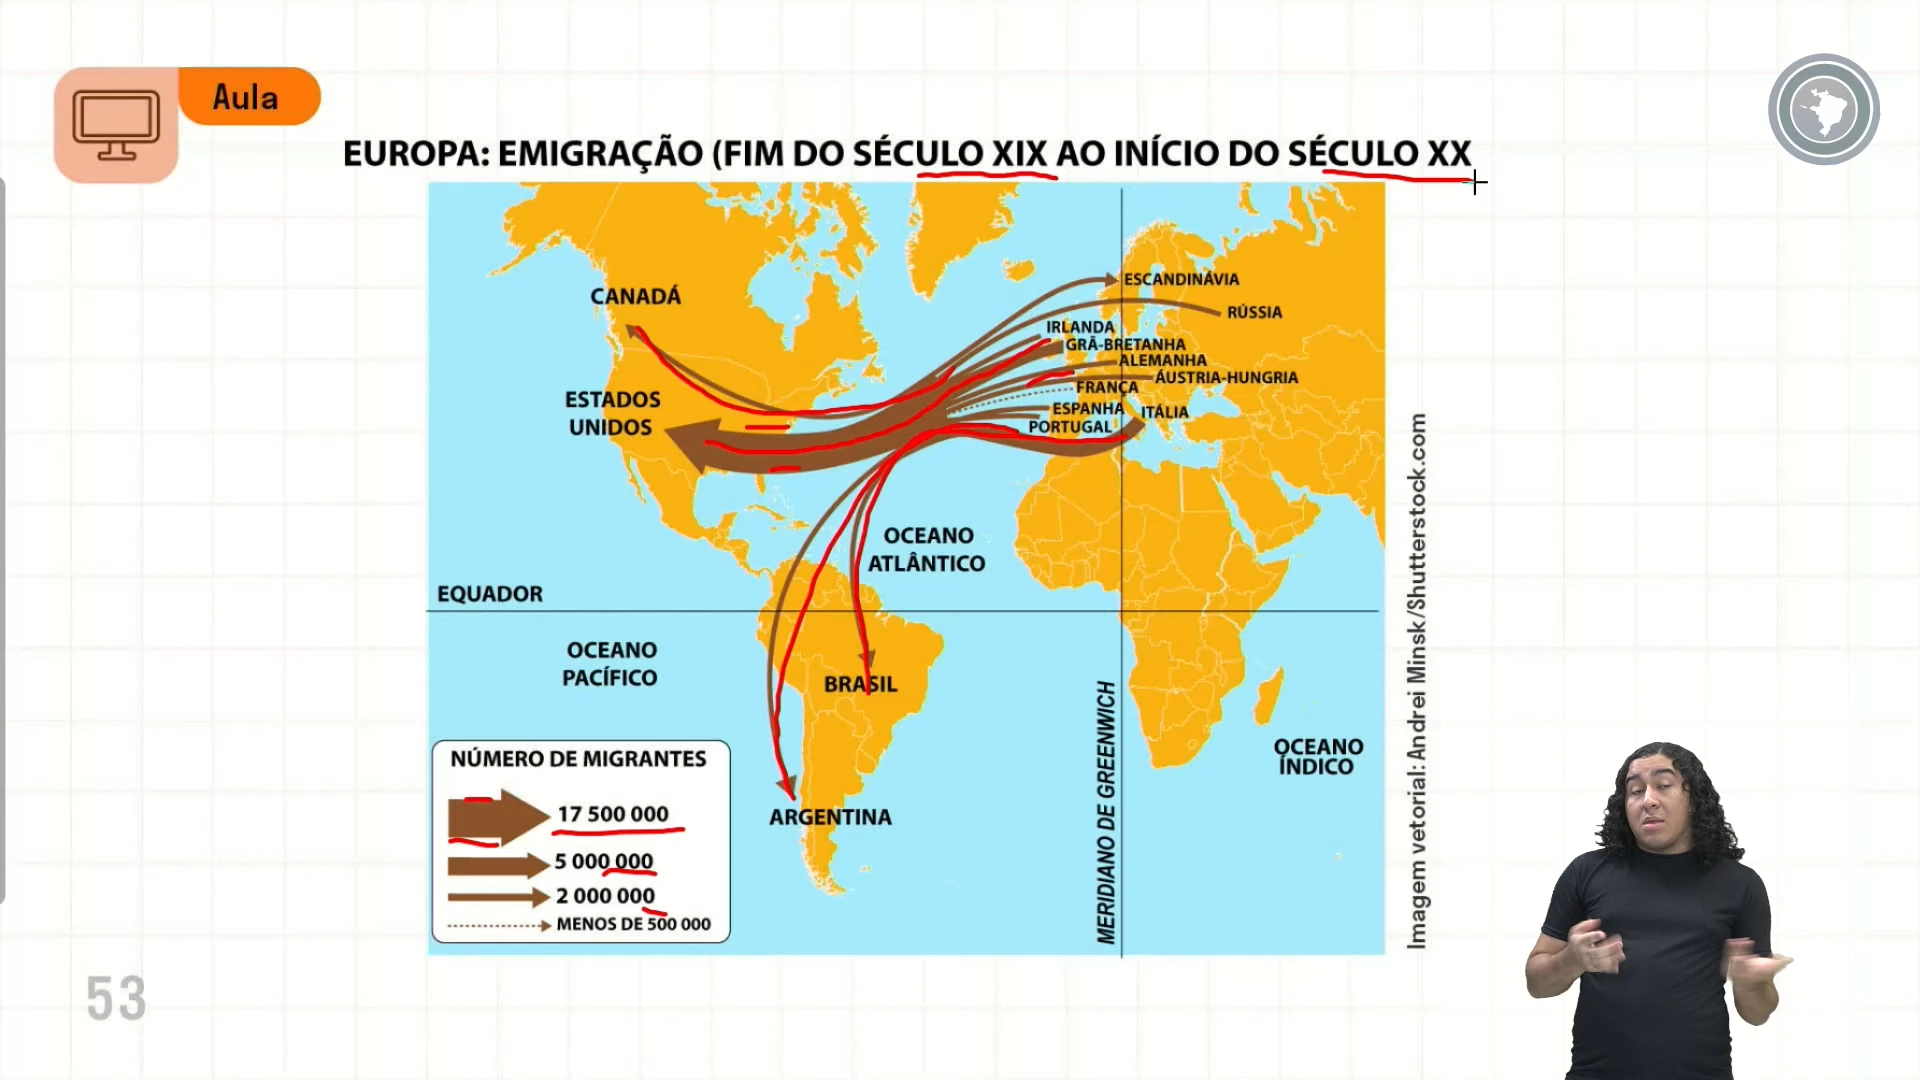 Aula
EUROPA: EMIGRAÇÃO (FIM DO SÉCULO XIX AO INÍCIO DO SÉCULO XX
CANADÁ
ESTADOS
UNIDOS
ESCANDINÁVIA
RÚSSIA
IRLANDA
GRÃ-BRETANHA
ALEMANHA
ÁUSTRIA-HUNGRIA
FRANÇA
ESPANHA
ITÁLIA
PORTUGAL
OCEANO
ATLÂNTICO
EQUADOR
OCEANO
PACÍFICO
BRASIL
ARGENTINA
MERIDIANO DE GREENWICH
OCEANO
ÍNDICO
NÚMERO DE MIGRANTES
17 500 000
5 000 000
2 000 000
MENOS DE 500 000
Imagem vetorial: Andrei Minsk/Shutterstock.com
53